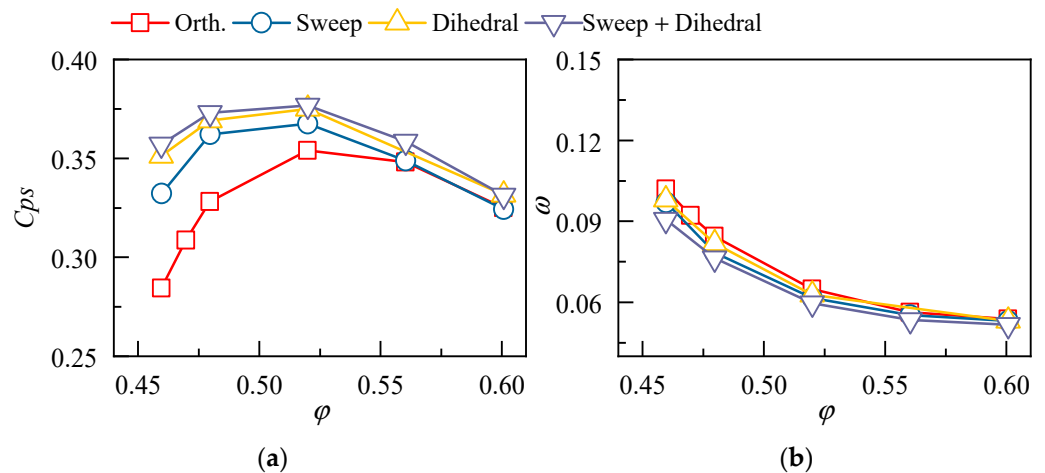 Orth. Sweep Dihedral Sweep + Dihedral
0.40
0.35
0.30
0.25
Cps
0.45 0.50 0.55 0.60
φ
(a)
0.15
0.12
0.09
0.06
ω
0.45 0.50 0.55 0.60
φ
(b)